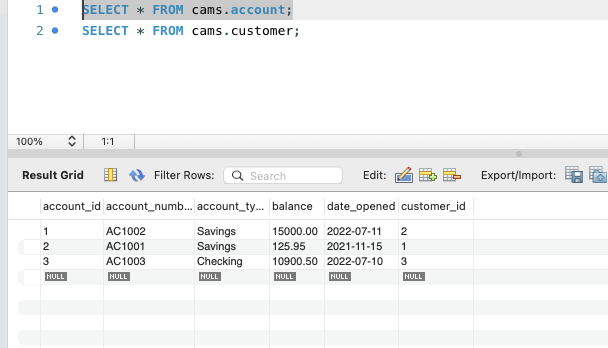 1 SELECT * FROM cams.account;
2 SELECT * FROM cams.customer;
100% 1:1
Result Grid Filter Rows: Search Edit: Export/Import:
account_id account_numb... account_ty... balance date_opened customer_id
1 AC1002 Savings 15000.00 2022-07-11 2
2 AC1001 Savings 125.95 2021-11-15 1
3 AC1003 Checking 10900.50 2022-07-10 3
NULL NULL NULL NULL NULL NULL